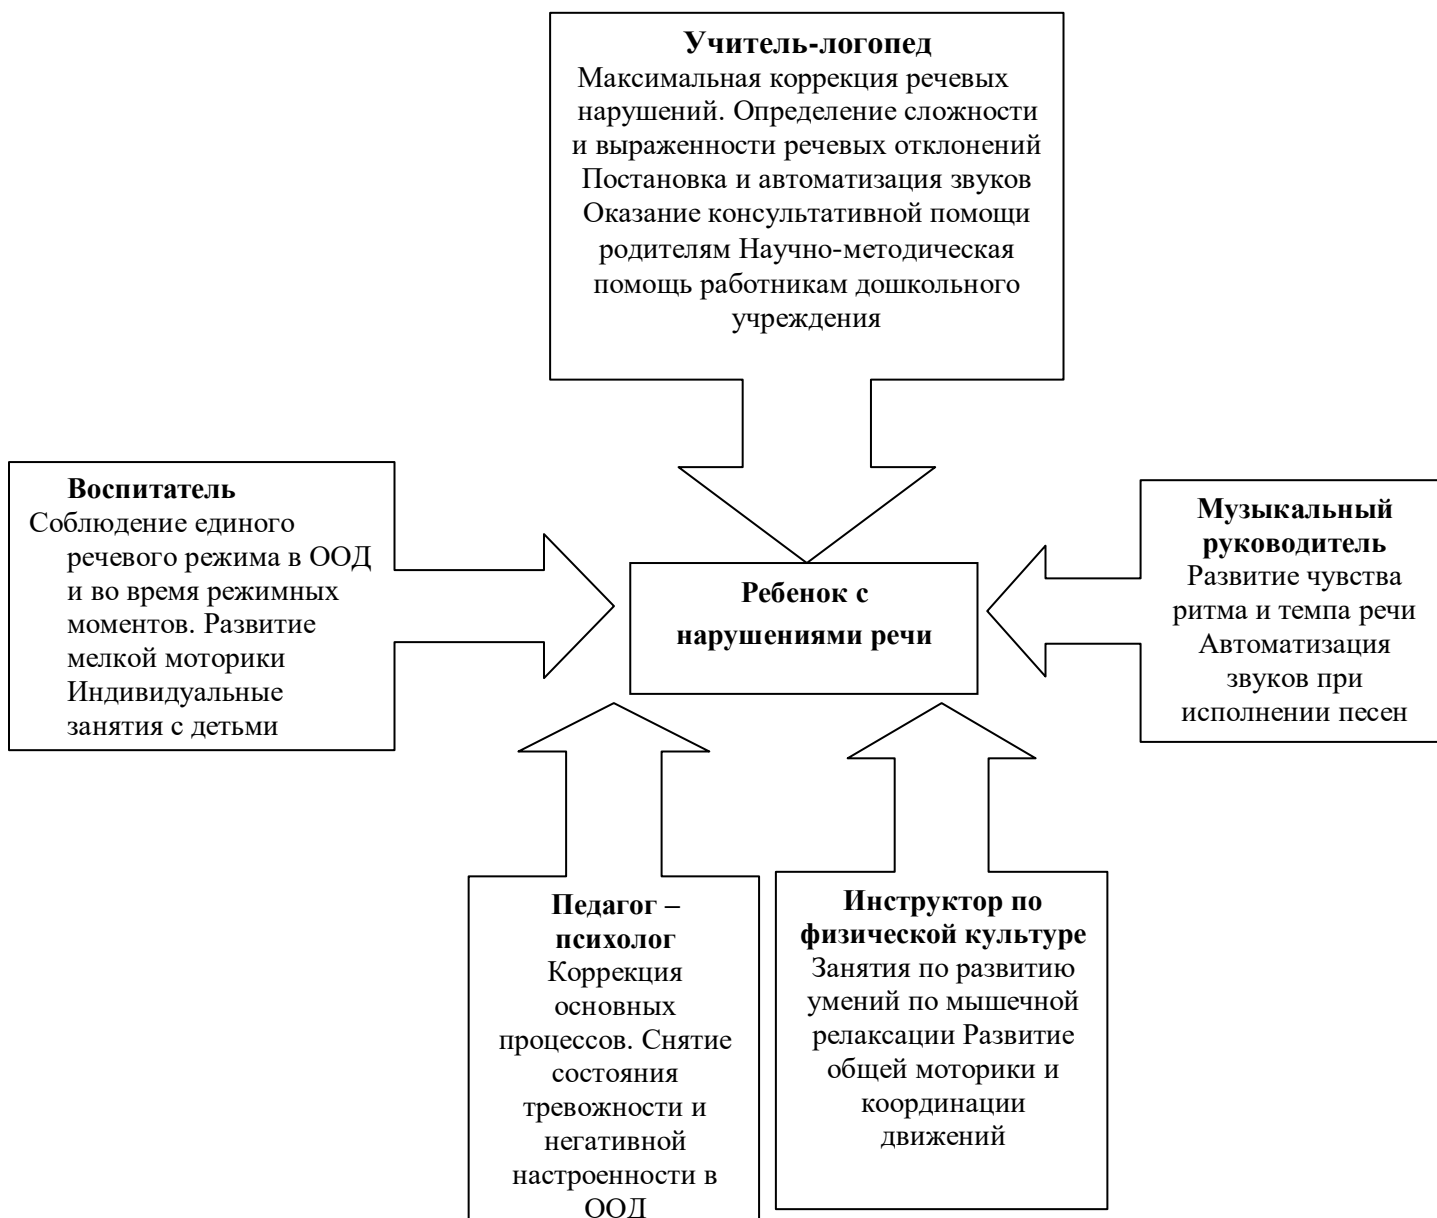 Учитель-логопед
Максимальная коррекция речевых
нарушений. Определение сложности
и выраженности речевых отклонений
Постановка и автоматизация звуков
Оказание консультативной помощи
родителям Научно-методическая
помощь работникам дошкольного
учреждения
Воспитатель
Соблюдение единого
речевого режима в ООД
и во время режимных
моментов. Развитие
мелкой моторики
Индивидуальные
занятия с детьми
Ребенок с
нарушениями речи
Музыкальный
руководитель
Развитие чувства
ритма и темпа речи
Автоматизация
звуков при
исполнении песен
Педагог –
психолог
Коррекция
основных
процессов. Снятие
состояния
тревожности и
негативной
настроенности в
ООД
Инструктор по
физической культуре
Занятия по развитию
умений по мышечной
релаксации Развитие
общей моторики и
координации
движений